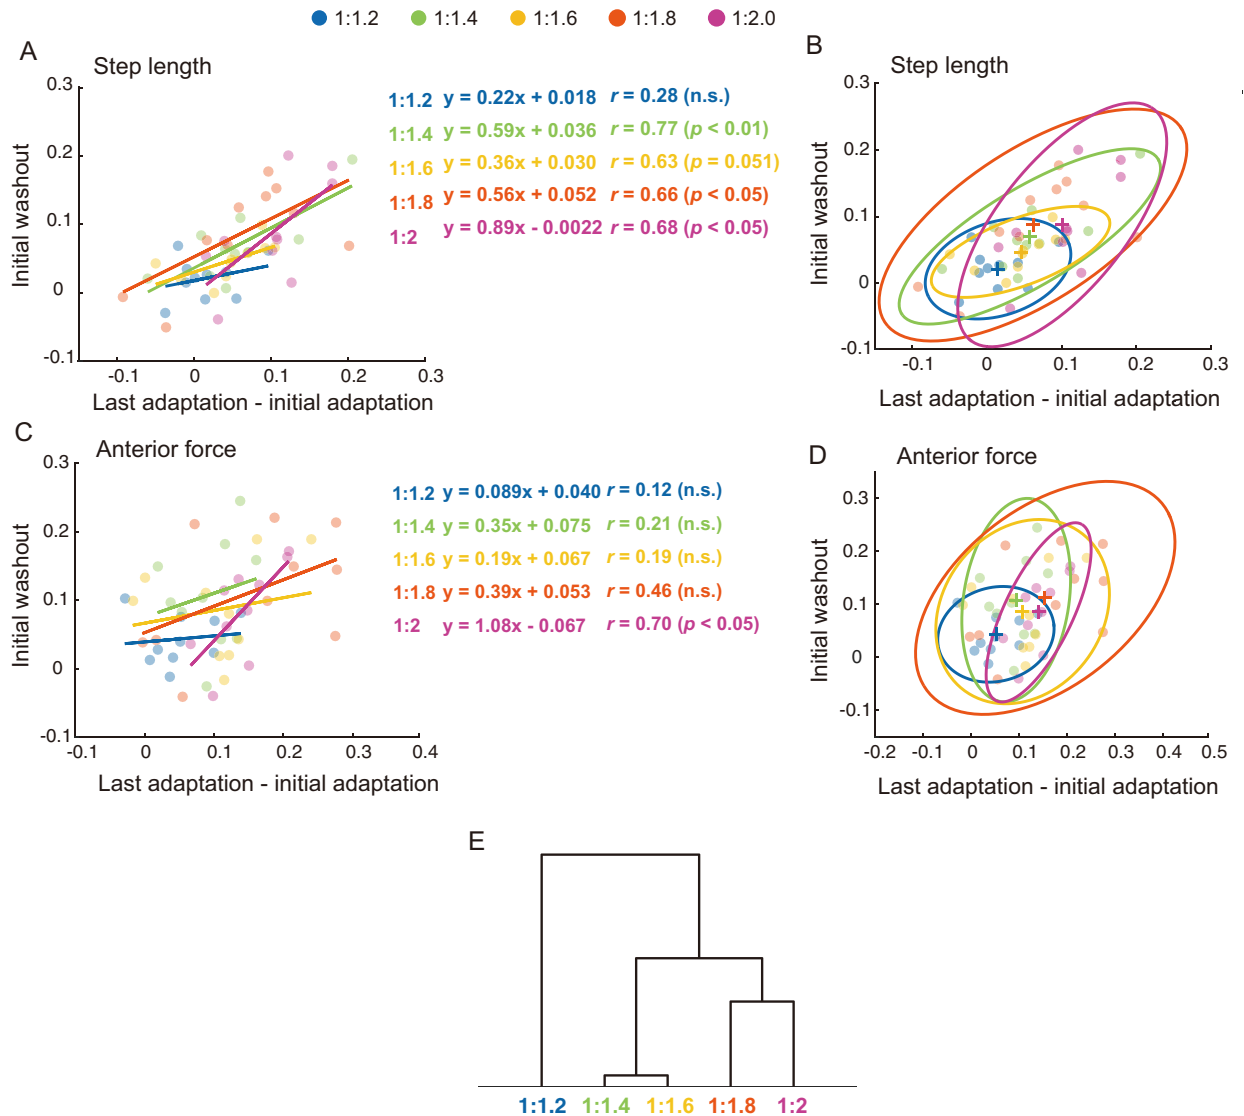 1:1.2 1:1.4 1:1.6 1:1.8 1:2.0
A
Step length
0.3
0.2
0.1
0
-0.1
Initial washout
-0.1 0 0.1 0.2 0.3
Last adaptation - initial adaptation
1:1.2 y = 0.22x + 0.018 r = 0.28 (n.s.)
1:1.4 y = 0.59x + 0.036 r = 0.77 (p < 0.01)
1:1.6 y = 0.36x + 0.030 r = 0.63 (p = 0.051)
1:1.8 y = 0.56x + 0.052 r = 0.66 (p < 0.05)
1:2 y = 0.89x - 0.0022 r = 0.68 (p < 0.05)
B
Step length
0.3
0.2
0.1
0
-0.1
Initial washout
-0.1 0 0.1 0.2 0.3
Last adaptation - initial adaptation
C
Anterior force
0.3
0.2
0.1
0
-0.1
Initial washout
-0.1 0 0.1 0.2 0.3 0.4
Last adaptation - initial adaptation
1:1.2 y = 0.089x + 0.040 r = 0.12 (n.s.)
1:1.4 y = 0.35x + 0.075 r = 0.21 (n.s.)
1:1.6 y = 0.19x + 0.067 r = 0.19 (n.s.)
1:1.8 y = 0.39x + 0.053 r = 0.46 (n.s.)
1:2 y = 1.08x - 0.067 r = 0.70 (p < 0.05)
D
Anterior force
0.3
0.2
0.1
0
-0.1
Initial washout
-0.2 -0.1 0 0.1 0.2 0.3 0.4 0.5
Last adaptation - initial adaptation
E
1:1.2 1:1.4 1:1.6 1:1.8 1:2